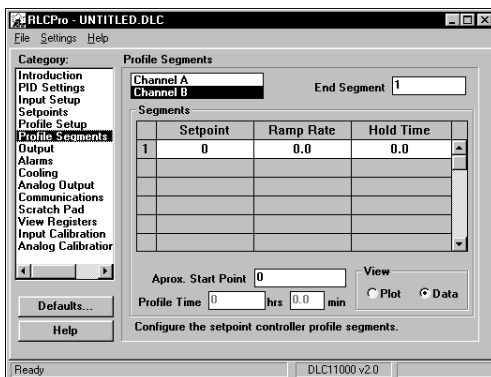 RLCPro - UNTITLED.DLC
File Settings Help
Category:
Introduction
PID Settings
Input Setup
Setpoints
Profile Setup
Profile Segments
Output
Alarms
Cooling
Analog Output
Communications
Scratch Pad
View Registers
Input Calibration
Analog Calibration
Defaults...
Help
Profile Segments
Channel A
Channel B
End Segment 1
Segments
Setpoint Ramp Rate Hold Time
1 0 0.0 0.0
Aprox. Start Point 0
Profile Time 0 hrs 0.0 min
View
Plot Data
Configure the setpoint controller profile segments.
Ready DLC11000 v2.0